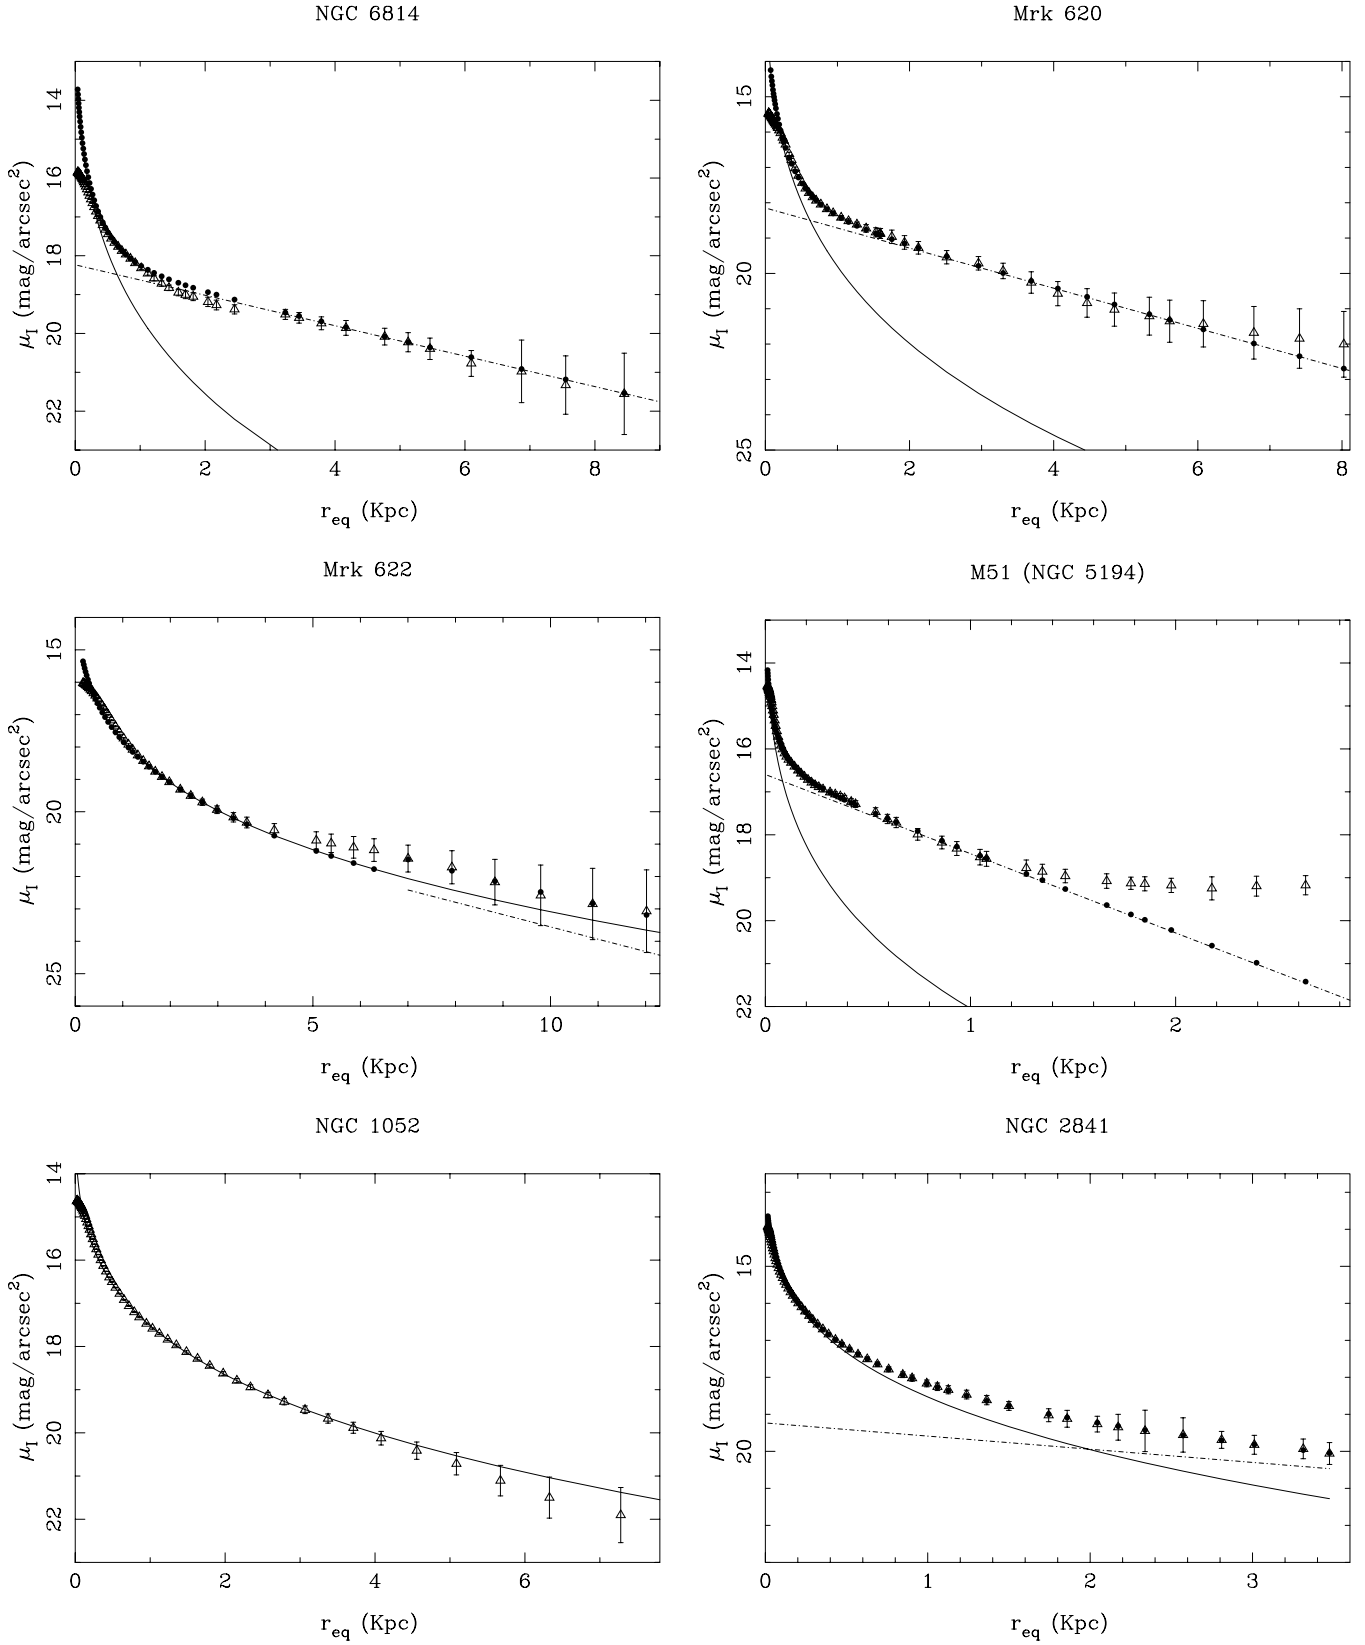 NGC 6814
Mrk 620
14
16
18
20
22
μI (mag/arcsec2)
0 2 4 6 8
req (Kpc)
15
20
25
μI (mag/arcsec2)
0 2 4 6 8
req (Kpc)
Mrk 622
M51 (NGC 5194)
15
20
25
μI (mag/arcsec2)
0 5 10
req (Kpc)
14
16
18
20
22
μI (mag/arcsec2)
0 1 2
req (Kpc)
NGC 1052
NGC 2841
14
16
18
20
22
μI (mag/arcsec2)
0 2 4 6
req (Kpc)
15
20
μI (mag/arcsec2)
0 1 2 3
req (Kpc)